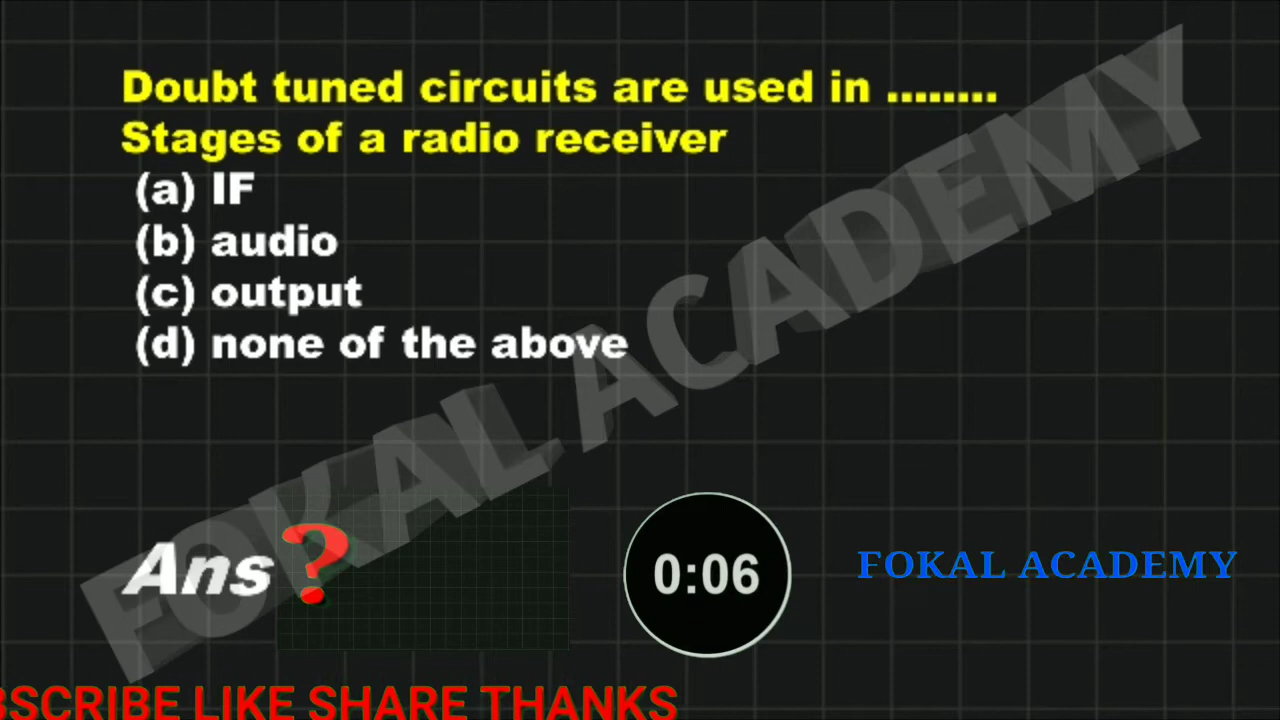 Doubt tuned circuits are used in ........
Stages of a radio receiver
(a) IF
(b) audio
(c) output
(d) none of the above
FOKAL ACADEMY
Ans ?
0:06
FOKAL ACADEMY
BSCRIBE LIKE SHARE THANKS